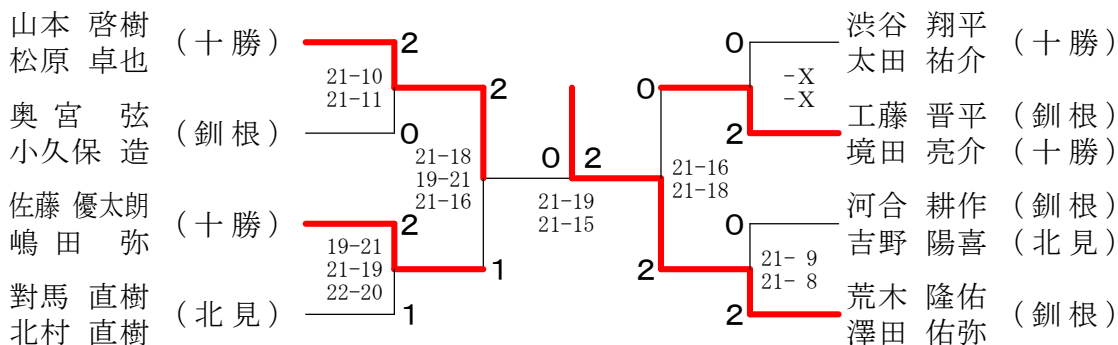 山本 啓樹
松原 卓也
(十勝)
2
21-10
21-11
奥宮 弦
小久保 造
(釧根)
0
2
21-18
19-21
21-16
佐藤 優太朗
嶋田 弥
(十勝)
2
19-21
21-19
22-20
1
對馬 直樹
北村 直樹
(北見)
1
0
2
21-19
21-15
渋谷 翔平
太田 祐介
(十勝)
0
-X
-X
0
工藤 晋平 (釧根)
境田 亮介 (十勝)
2
21-16
21-18
河合 耕作 (釧根)
吉野 陽喜 (北見)
0
21- 9
21- 8
2
荒木 隆佑
澤田 佑弥
(釧根)
2